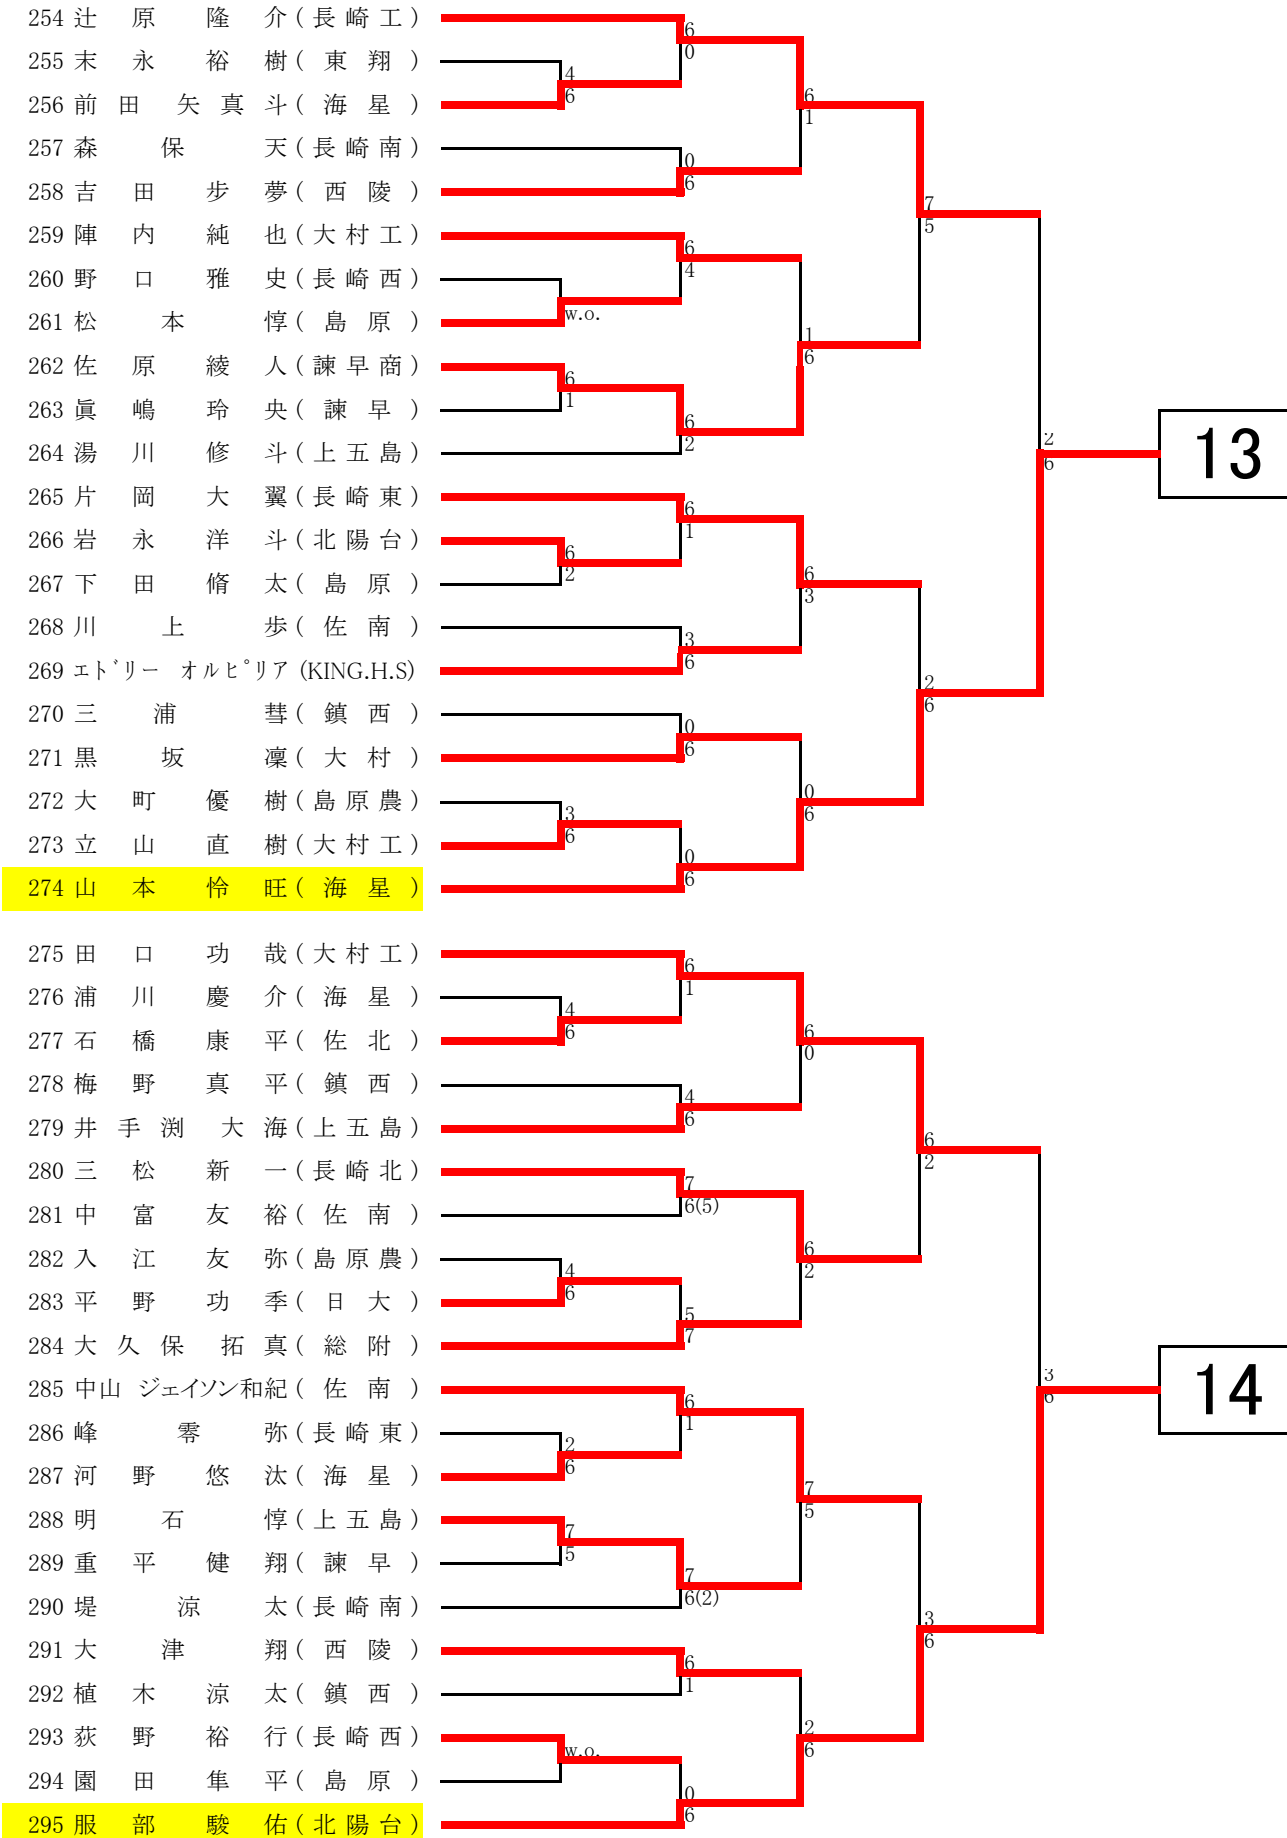 254 辻原隆介(長崎工)
6
0
255 末永裕樹(東翔)
4
6
256 前田矢真斗(海星)
6
1
257 森保天(長崎南)
0
6
258 吉田歩夢(西陵)
7
5
259 陣内純也(大村工)
6
4
260 野口雅史(長崎西)
w.o.
261 松本惇(島原)
1
6
262 佐原綾人(諫早商)
6
1
263 眞嶋玲央(諫早)
6
2
264 湯川修斗(上五島)
2
6
13
265 片岡大翼(長崎東)
6
1
266 岩永洋斗(北陽台)
6
2
267 下田脩太(島原)
6
3
268 川上歩(佐南)
3
6
269 エドリー オルピリア (KING.H.S)
2
6
270 三浦彗(鎮西)
0
6
271 黒坂凜(大村)
0
6
272 大町優樹(島原農)
3
6
273 立山直樹(大村工)
0
6
274 山本怜旺(海星)
275 田口功哉(大村工)
6
1
276 浦川慶介(海星)
4
6
277 石橋康平(佐北)
6
0
278 梅野真平(鎮西)
4
6
279 井手渕大海(上五島)
6
2
280 三松新一(長崎北)
7
6(5)
281 中富友裕(佐南)
6
2
282 入江友弥(島原農)
4
6
283 平野功季(日大)
5
7
284 大久保拓真(総附)
3
6
14
285 中山 ジェイソン和紀(佐南)
6
1
286 峰零弥(長崎東)
2
6
287 河野悠汰(海星)
7
5
288 明石惇(上五島)
7
5
289 重平健翔(諫早)
7
6(2)
290 堤涼太(長崎南)
3
6
291 大津翔(西陵)
6
1
292 植木涼太(鎮西)
2
6
293 荻野裕行(長崎西)
w.o.
294 園田隼平(島原)
0
6
295 服部駿佑(北陽台)